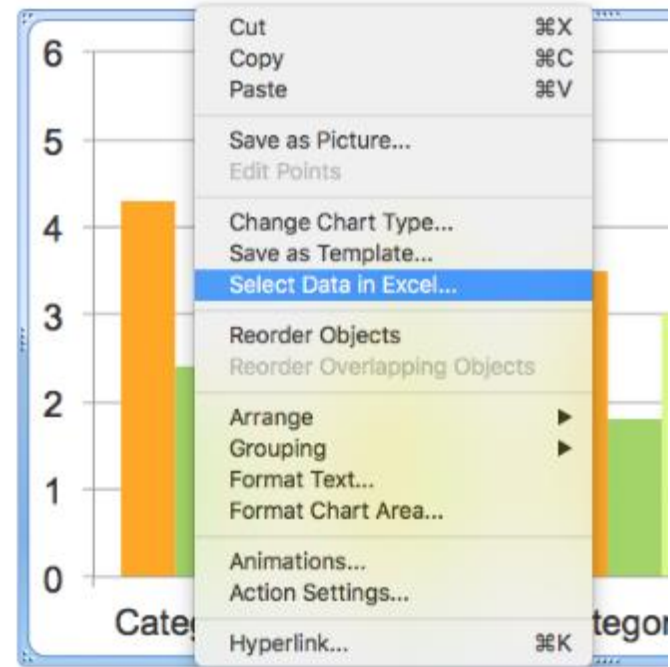 6
5
4
3
2
1
0
Cut ⌘X
Copy ⌘C
Paste ⌘V
Save as Picture...
Edit Points
Change Chart Type...
Save as Template...
Select Data in Excel...
Reorder Objects
Reorder Overlapping Objects
Arrange ▶
Grouping ▶
Format Text...
Format Chart Area...
Animations...
Action Settings...
Hyperlink... ⌘K